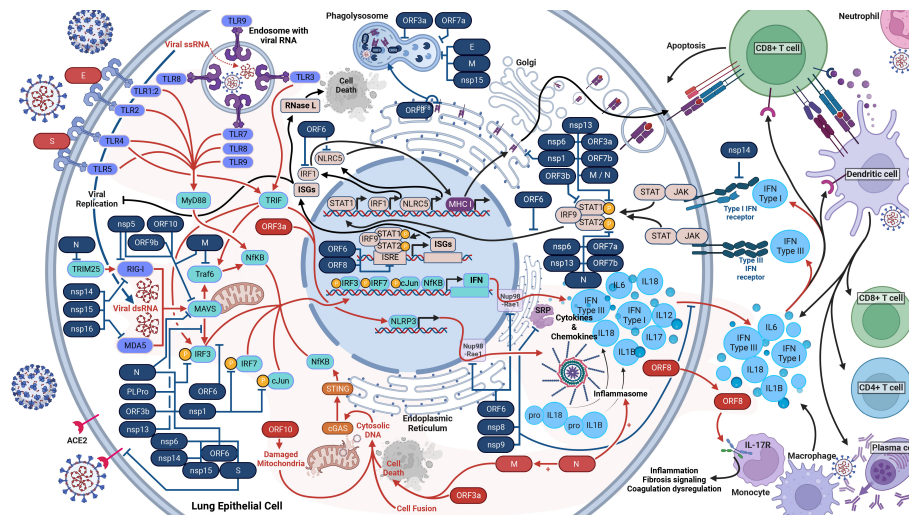 TLR9
Endosome with
viral RNA
Viral ssRNA
TLR8
TLR3
TLR7
TLR8
TLR9
E
TLR1:2
TLR2
S
TLR4
TLR5
Viral
Replication
MyD88
TRIF
ORF3a
Phagolysosome
ORF3a
ORF7a
E
M
nsp15
Golgi
Cell
Death
RNase L
ORF6
NLRC5
IRF1
ISGs
STAT1
IRF1
NLRC5
MHC I
IRF9
STAT1
STAT2
P
P
ISRE
ISGs
ORF6
ORF8
IRF3
IRF7
cJun
NfKB
IFN
NLRP3
Nup98
-Rae1
Nup98
-Rae1
nsp13
nsp6
ORF3a
nsp1
ORF7b
ORF3b
M / N
ORF6
IRF9
STAT1
STAT2
P
P
nsp6
ORF7a
nsp13
ORF7b
N
STAT
JAK
STAT
JAK
nsp14
Type I IFN
receptor
IFN
Type I
Type III
IFN
receptor
IFN
Type III
Apoptosis
CD8+ T cell
Neutrophil
Dendritic cell
CD8+ T cell
CD4+ T cell
Plasma ce
nsp5
ORF10
ORF9b
M
N
TRIM25
RIG-I
Traf6
NfKB
nsp14
nsp15
nsp16
Viral dsRNA
MAVS
MDA5
P
IRF3
P
IRF7
P
cJun
N
PLPro
ORF6
ORF3b
nsp1
nsp13
nsp6
nsp14
ORF6
nsp15
S
ACE2
Lung Epithelial Cell
NfKB
STING
cGAS
Cytosolic
DNA
ORF10
Damaged
Mitochondria
Cell
Death
Cell Fusion
ORF3a
M
+
N
+
Endoplasmic
Reticulum
ORF6
nsp8
nsp9
SRP
Cytokines
&
Chemokines
IFN
Type III
IL6
IL18
IFN
Type I
IL12
IL18
IL17
IL1B
Inflammasome
pro
IL18
pro
IL1B
ORF8
ORF8
IFN
Type III
IL6
IFN
Type I
IL18
IL1B
IL-17R
Monocyte
Macrophage
Inflammation
Fibrosis signaling
Coagulation dysregulation